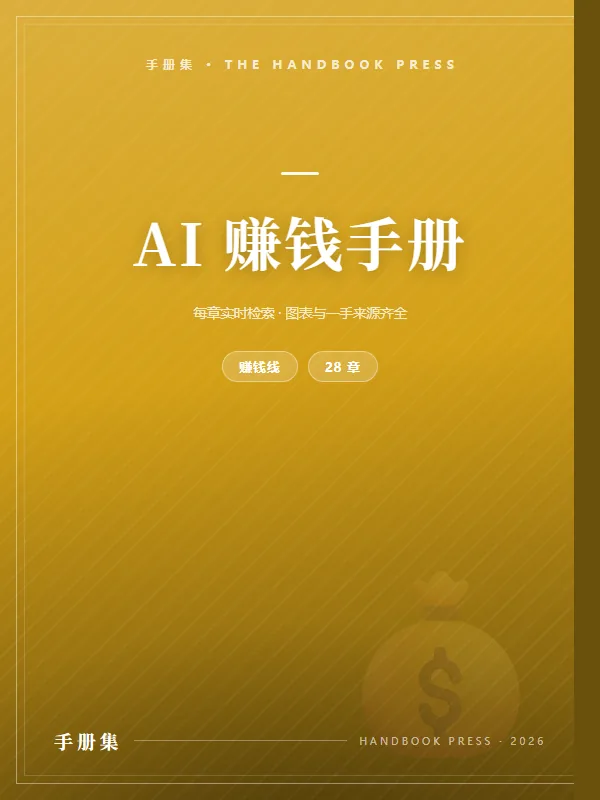 手册集 • THE HANDBOOK PRESS
AI 赚钱手册
每章实时检索 · 图表与一手来源齐全
赚钱线
28 章
$
手册集
HANDBOOK PRESS · 2026